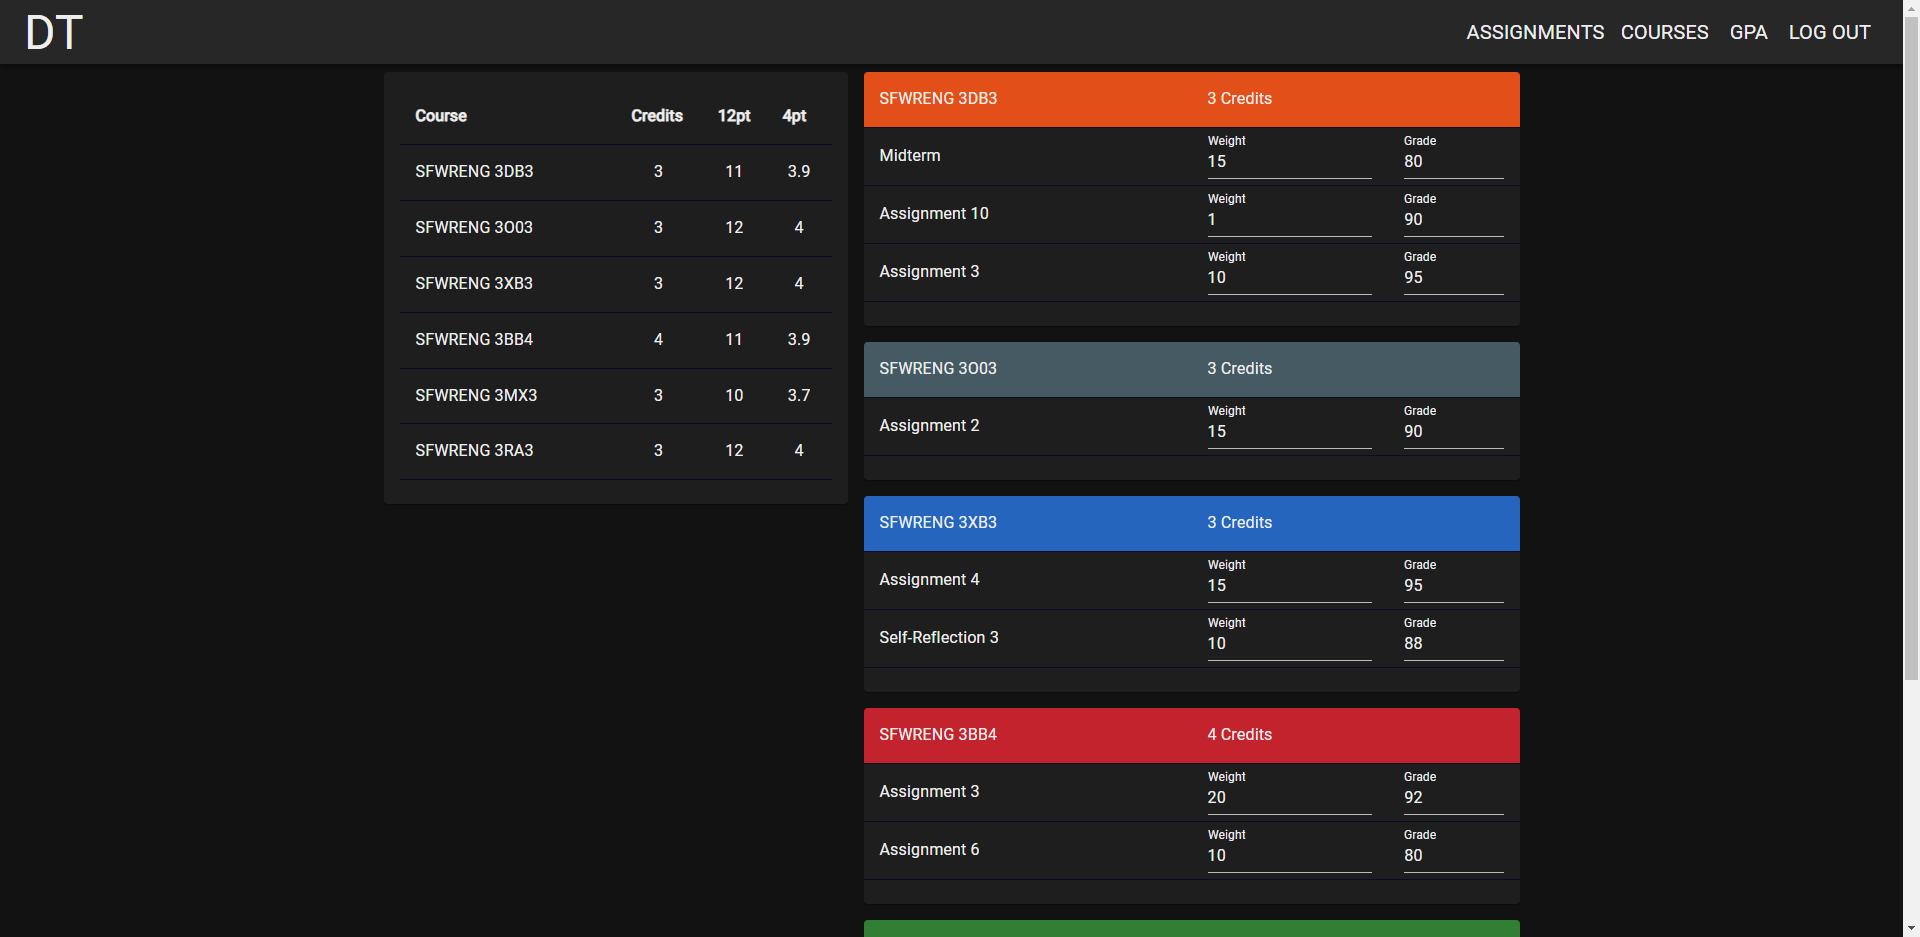 DT
ASSIGNMENTS COURSES GPA LOG OUT
Course Credits 12pt 4pt
SFWRENG 3DB3 3 11 3.9
SFWRENG 3O03 3 12 4
SFWRENG 3XB3 3 12 4
SFWRENG 3BB4 4 11 3.9
SFWRENG 3MX3 3 10 3.7
SFWRENG 3RA3 3 12 4
SFWRENG 3DB3 3 Credits
Weight Grade
Midterm 15 80
Weight Grade
Assignment 10 1 90
Weight Grade
Assignment 3 10 95
SFWRENG 3O03 3 Credits
Weight Grade
Assignment 2 15 90
SFWRENG 3XB3 3 Credits
Weight Grade
Assignment 4 15 95
Weight Grade
Self-Reflection 3 10 88
SFWRENG 3BB4 4 Credits
Weight Grade
Assignment 3 20 92
Weight Grade
Assignment 6 10 80